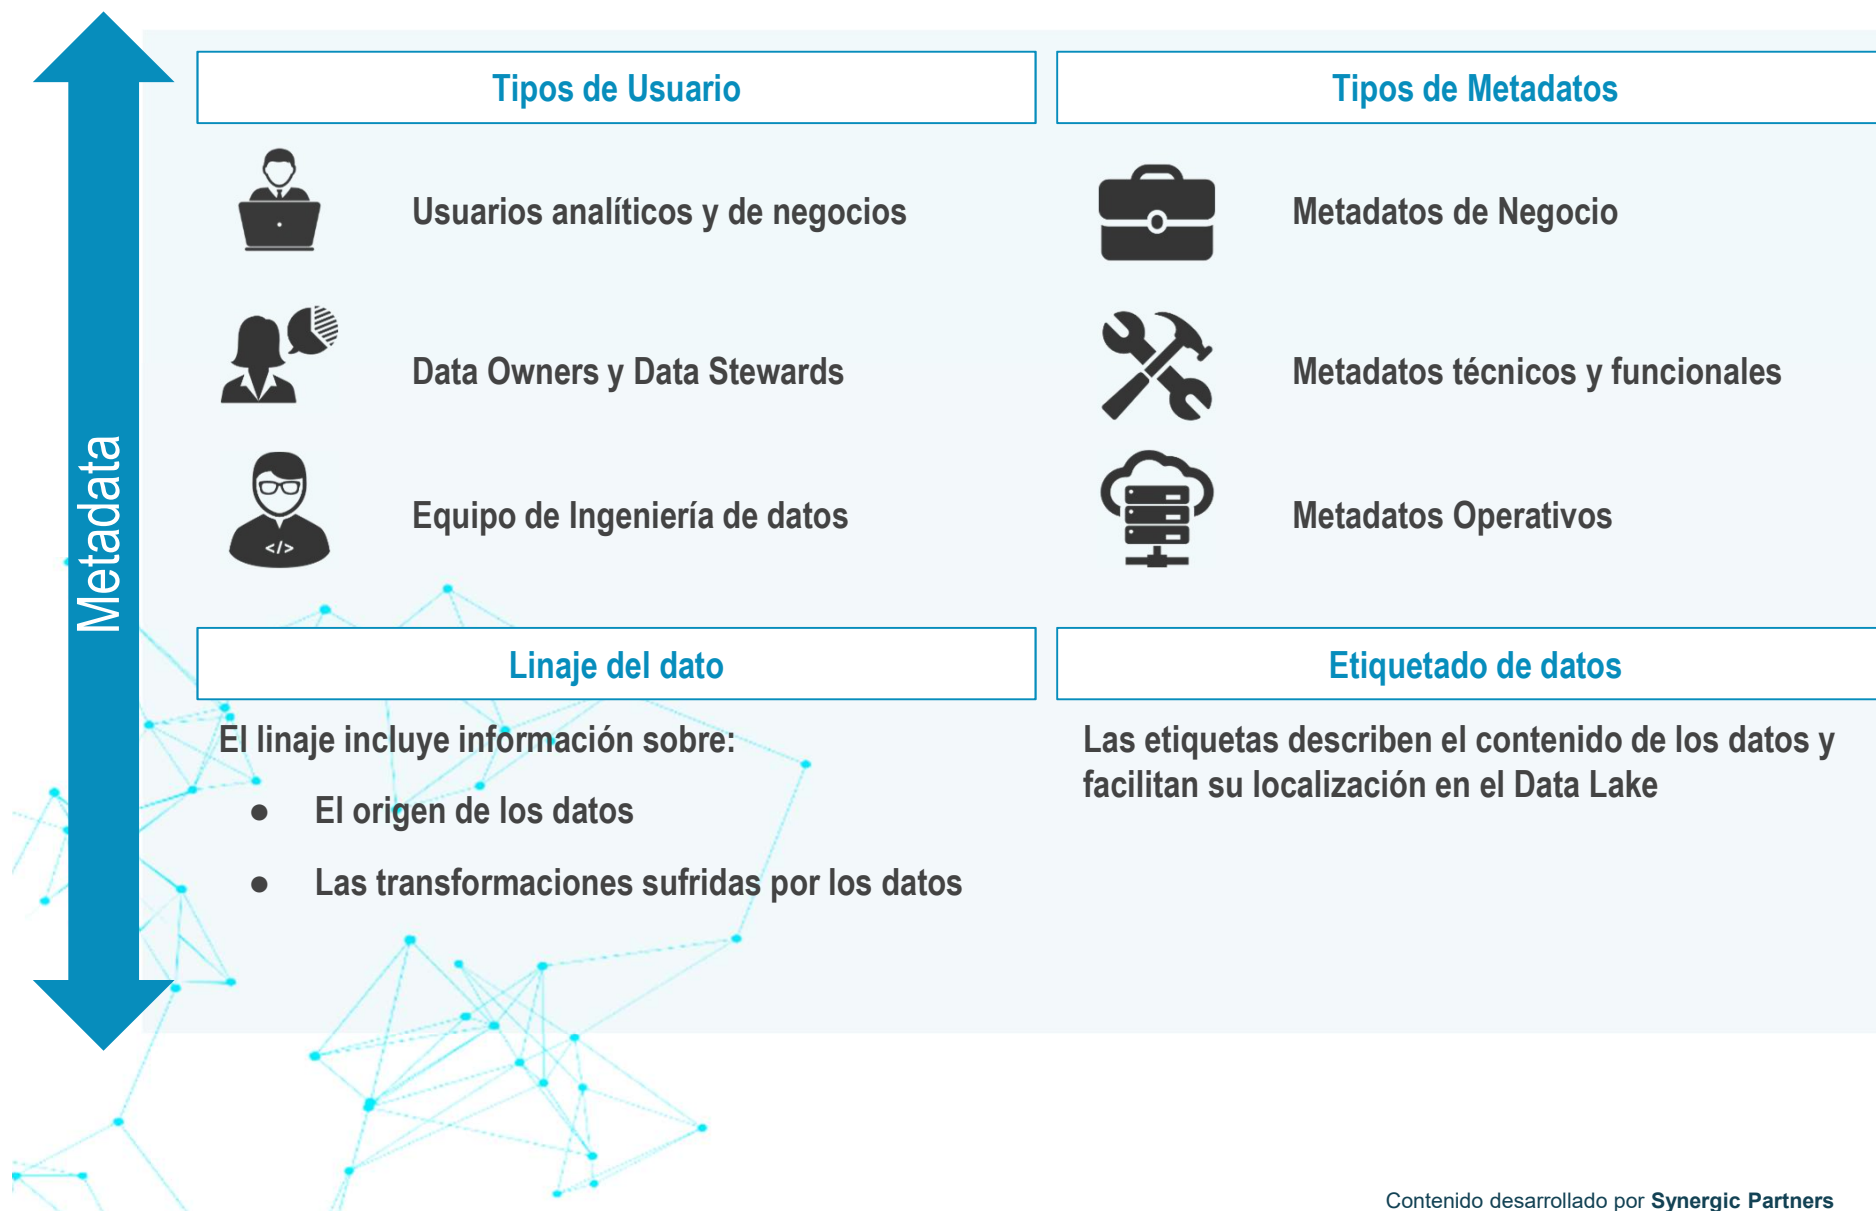 Metadata
Tipos de Usuario
Usuarios analíticos y de negocios
Data Owners y Data Stewards
</>
Equipo de Ingeniería de datos
Tipos de Metadatos
Metadatos de Negocio
Metadatos técnicos y funcionales
Metadatos Operativos
Linaje del dato
El linaje incluye información sobre:
● El origen de los datos
● Las transformaciones sufridas por los datos
Etiquetado de datos
Las etiquetas describen el contenido de los datos y
facilitan su localización en el Data Lake
Contenido desarrollado por Synergic Partners